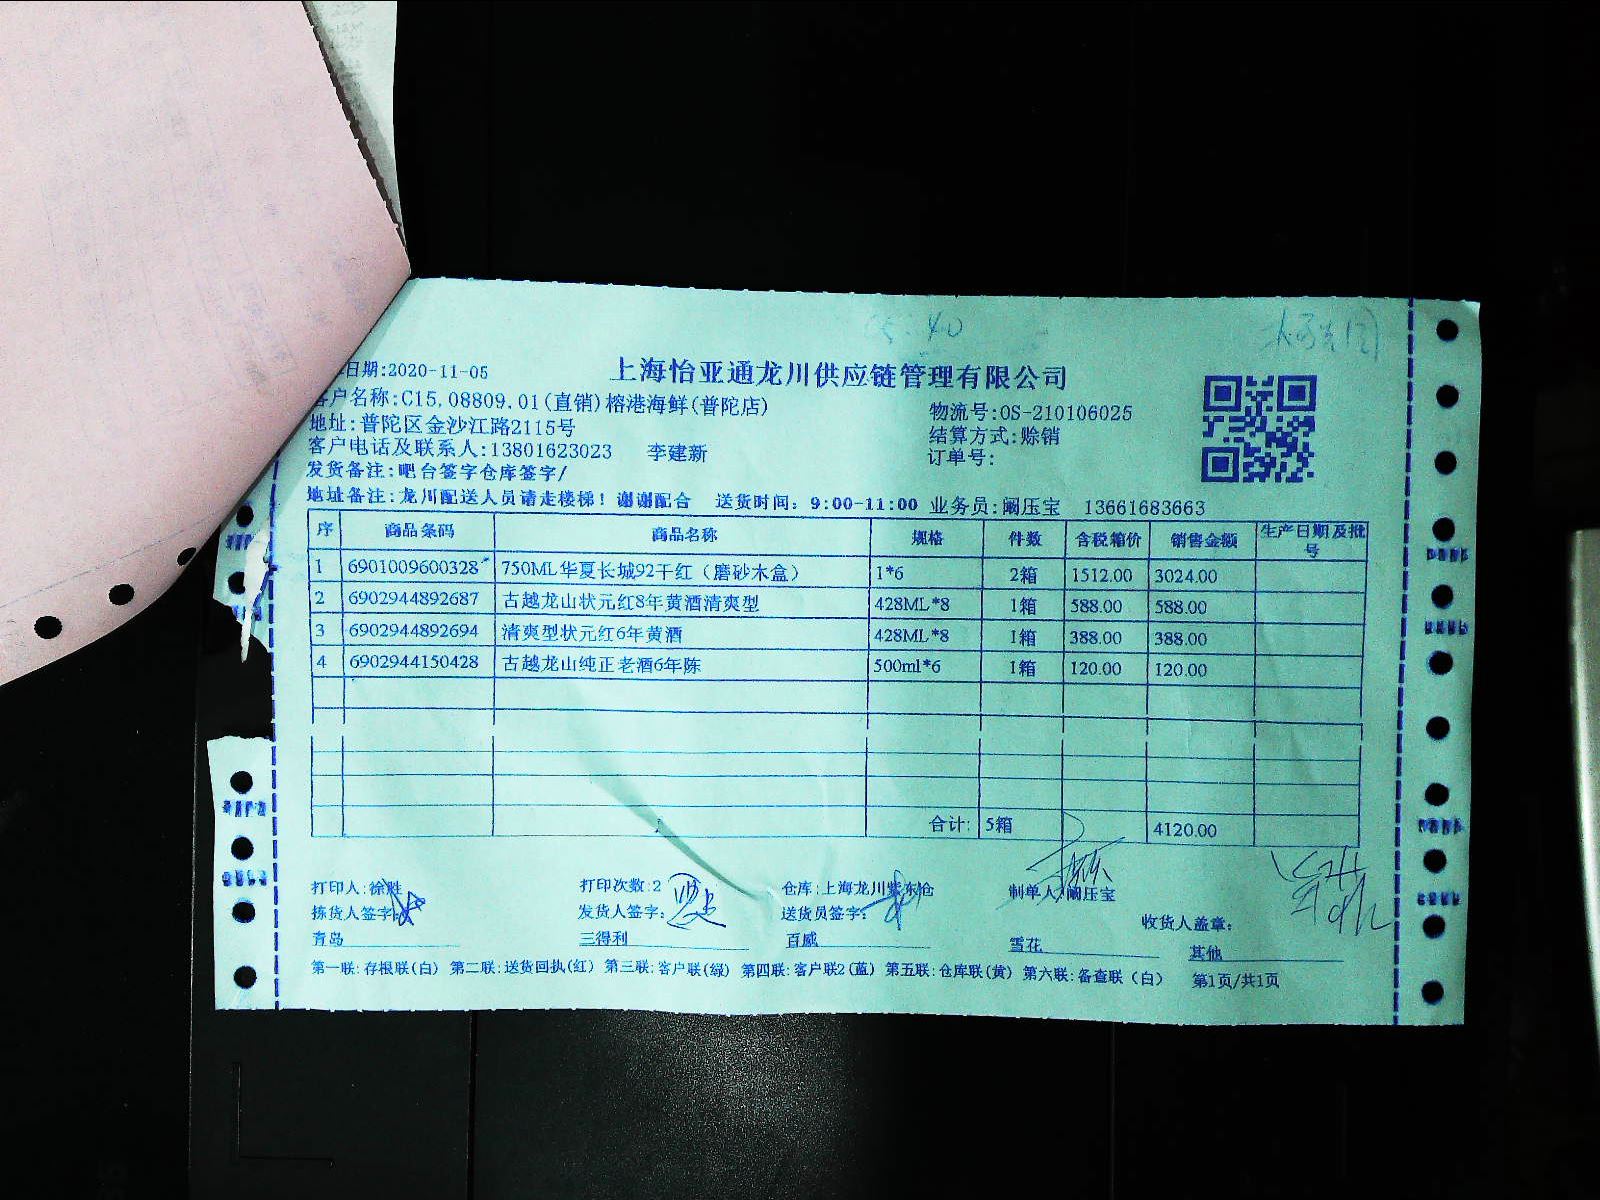 日期:2020-11-05
上海怡亚通龙川供应链管理有限公司
客户名称:C15.08809.01(直销)榕港海鲜(普陀店)
物流号:OS-210106025
地址:普陀区金沙江路2115号
结算方式:赊销
客户电话及联系人:13801623023 李建新
订单号:
发货备注:吧台签字仓库签字/
地址备注:龙川配送人员请走楼梯！谢谢配合 送货时间：9:00-11:00 业务员:阚压宝 13661683663
序 商品条码 商品名称 规格 件数 含税箱价 销售金额 生产日期及批号
1 6901009600328 750ML华夏长城92干红（磨砂木盒） 1*6 2箱 1512.00 3024.00
2 6902944892687 古越龙山状元红8年黄酒清爽型 428ML*8 1箱 588.00 588.00
3 6902944892694 清爽型状元红6年黄酒 428ML*8 1箱 388.00 388.00
4 6902944150428 古越龙山纯正老酒6年陈 500ml*6 1箱 120.00 120.00
合计: 5箱 4120.00
打印人:徐胜 打印次数:2 仓库:上海龙川紫东仓 制单人:阚压宝
拣货人签字: 发货人签字: 送货员签字: 收货人盖章:
青岛 三得利 百威 雪花 其他
第一联:存根联(白) 第二联:送货回执(红) 第三联:客户联(绿) 第四联:客户联2(蓝) 第五联:仓库联(黄) 第六联:备查联（白） 第1页/共1页